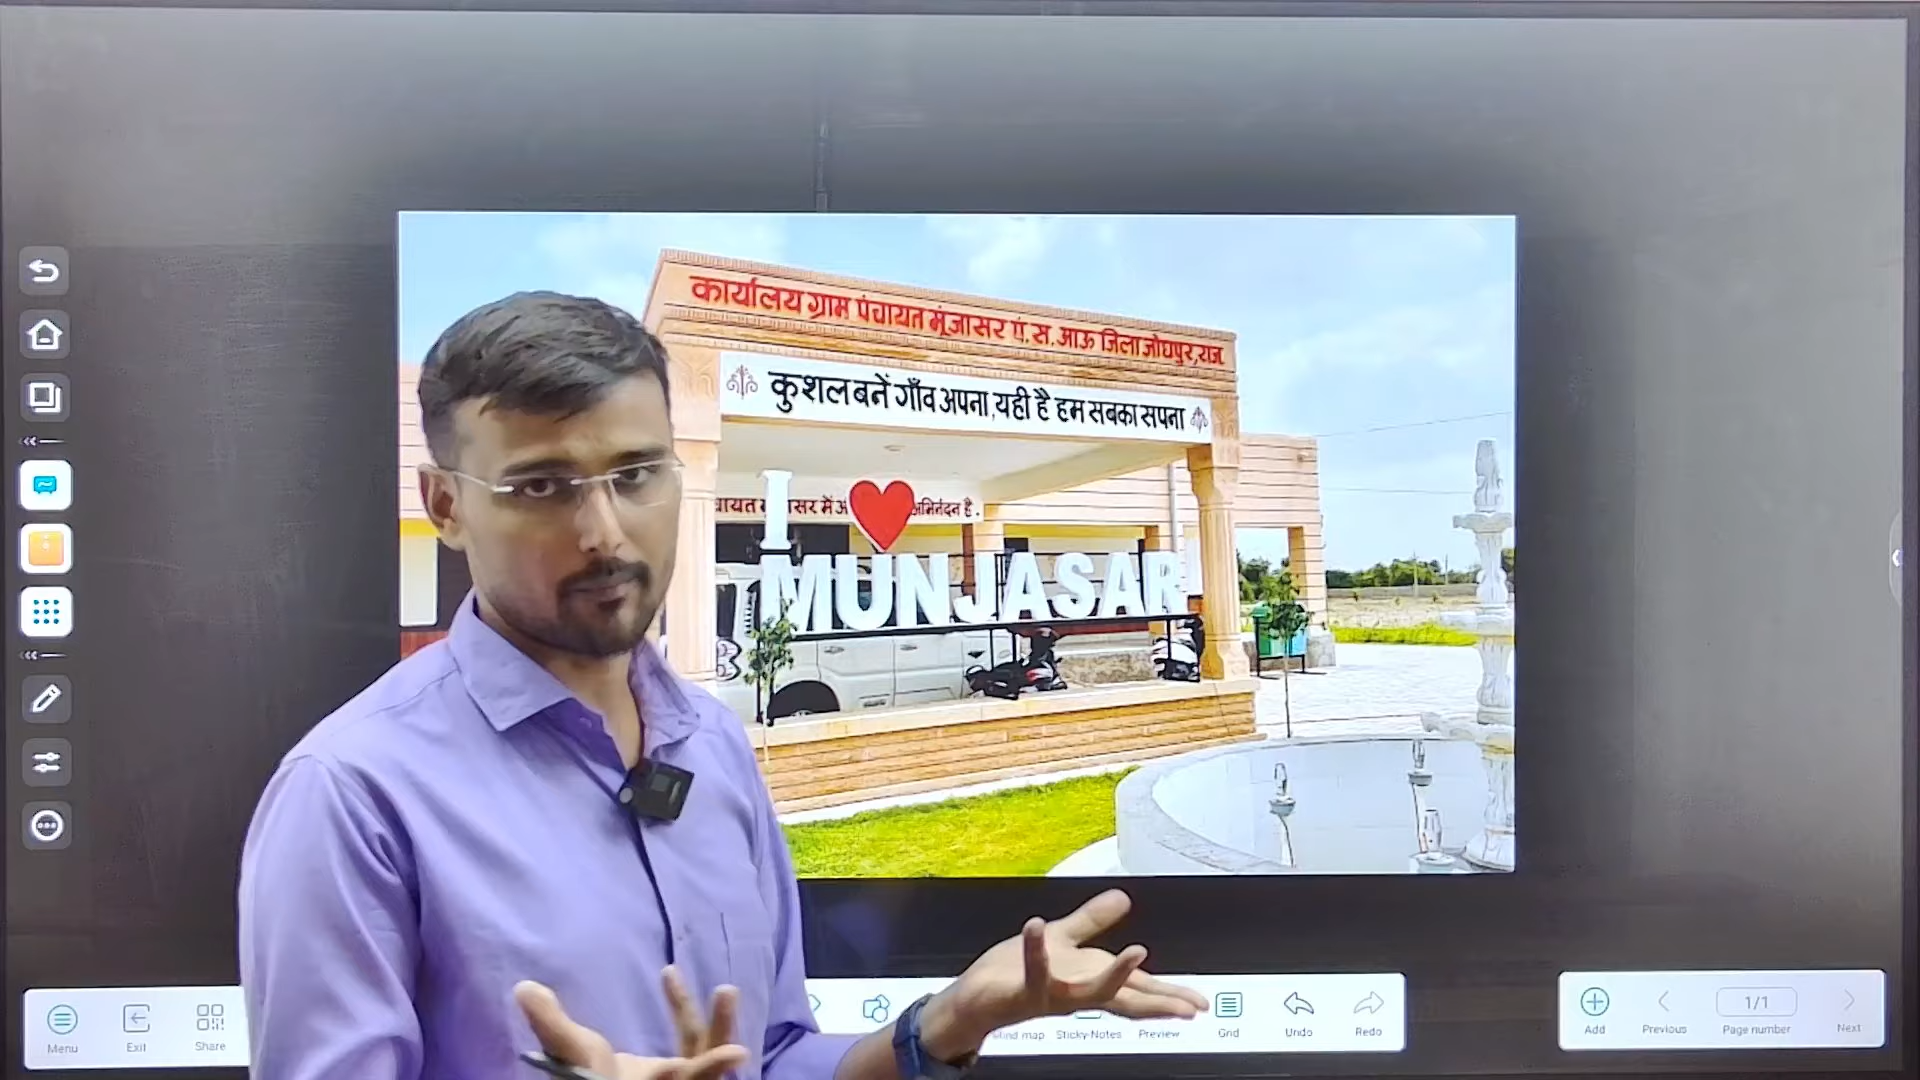 कार्यालय ग्राम पंचायत मूंजासर पं. स. आऊ जिला जोधपुर, राज.
कुशल बनें गाँव अपना, यही है हम सबका सपना
I
अभिनंदन है.
MUNJASAR
Menu
Exit
Share
Mind map
Sticky-Notes
Preview
Grid
Undo
Redo
Add
Previous
1/1
Page number
Next